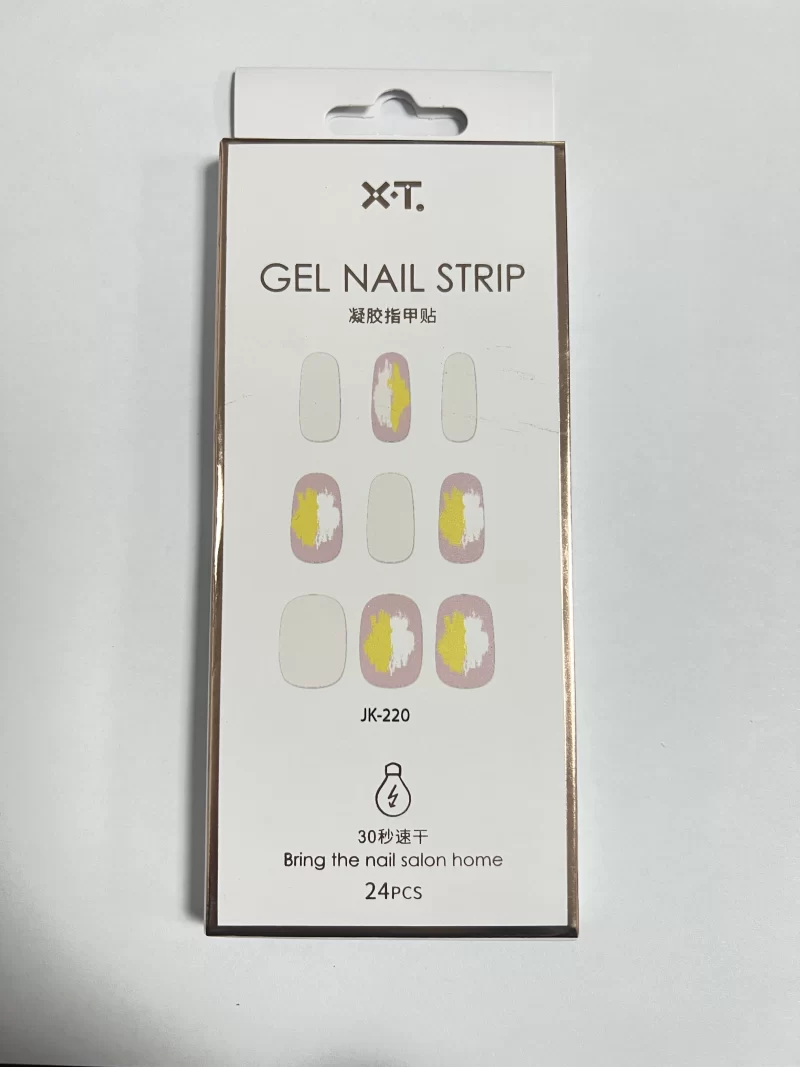 X·T.
GEL NAIL STRIP
凝胶指甲贴
JK-220
30秒速干
Bring the nail salon home
24PCS